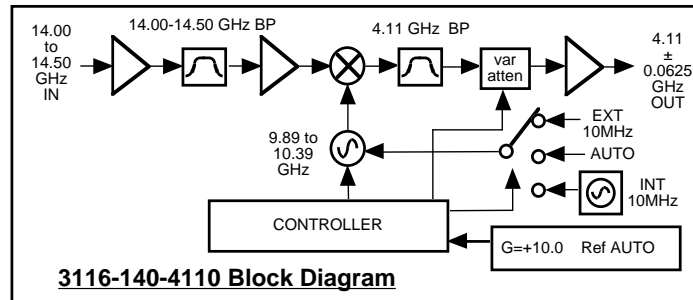 14.00
to
14.50
GHz
IN
14.00-14.50 GHz BP
4.11 GHz BP
var
atten
4.11
±
0.0625
GHz
OUT
9.89 to
10.39
GHz
EXT
10MHz
AUTO
INT
10MHz
CONTROLLER
G=+10.0 Ref AUTO
3116-140-4110 Block Diagram